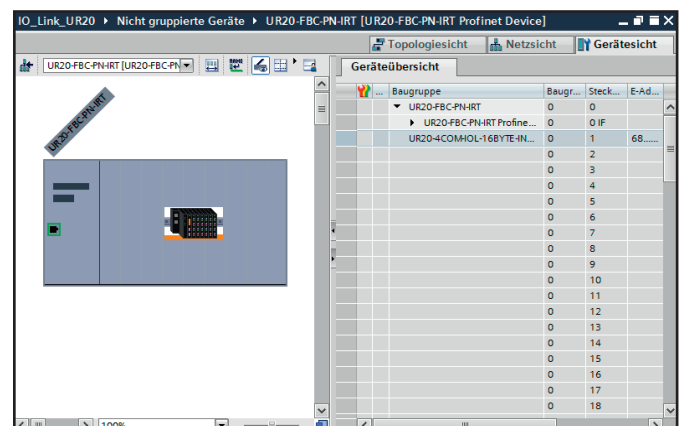 IO_Link_UR20 ▸ Nicht gruppierte Geräte ▸ UR20-FBC-PN-IRT [UR20-FBC-PN-IRT Profinet Device]
Topologiesicht Netzsicht Gerätesicht
UR20-FBC-PN-IRT [UR20-FBC-PN
Geräteübersicht
... Baugruppe Baugr... Steck... E-Ad...
UR20-FBC-PN-IRT 0 0
UR20-FBC-PN-IRT Profine... 0 0 IF
UR20-4COM-IOL-16BYTE-IN... 0 1 68......
0 2
0 3
0 4
0 5
0 6
0 7
0 8
0 9
0 10
0 11
0 12
0 13
0 14
0 15
0 16
0 17
0 18
UR20-FBC-PN-IRT
100%